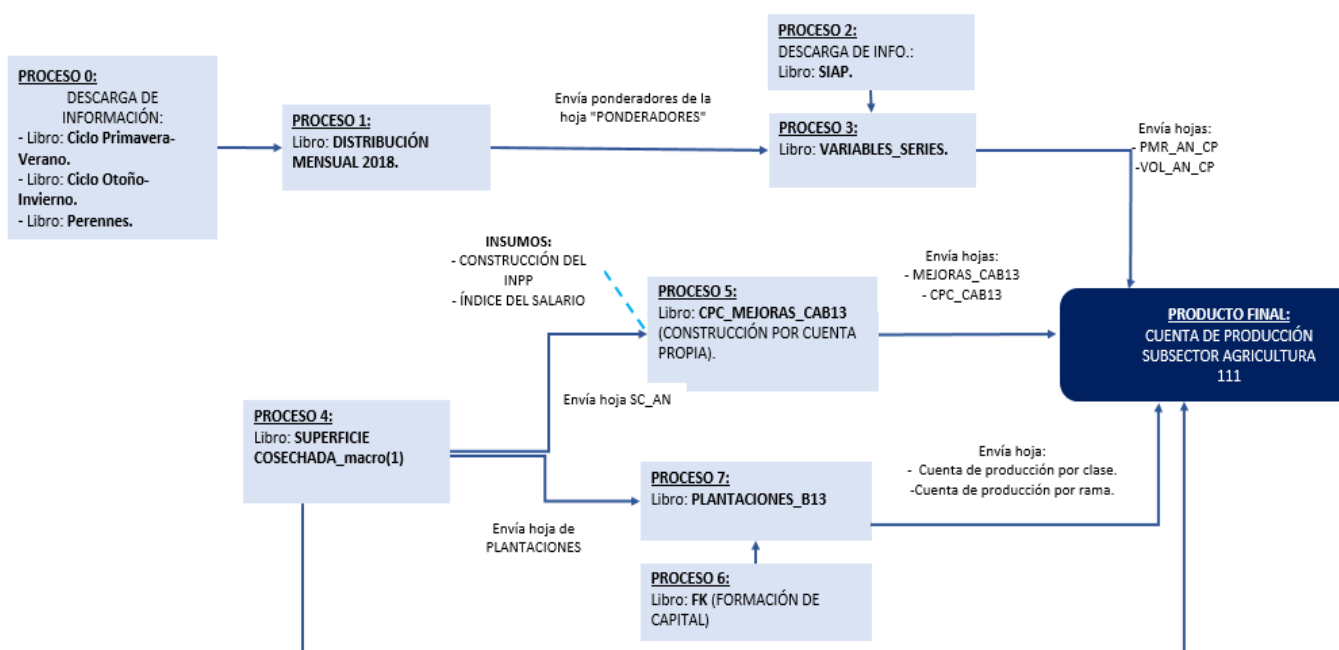 PROCESO 0:
DESCARGA DE
INFORMACIÓN:
- Libro: Ciclo Primavera-
Verano.
- Libro: Ciclo Otoño-
Invierno.
- Libro: Perennes.
PROCESO 1:
Libro: DISTRIBUCIÓN
MENSUAL 2018.
Envía ponderadores de la
hoja "PONDERADORES"
PROCESO 2:
DESCARGA DE INFO.:
Libro: SIAP.
PROCESO 3:
Libro: VARIABLES_SERIES.
Envía hojas:
- PMR_AN_CP
-VOL_AN_CP
INSUMOS:
- CONSTRUCCIÓN DEL
INPP
- ÍNDICE DEL SALARIO
PROCESO 5:
Libro: CPC_MEJORAS_CAB13
(CONSTRUCCIÓN POR CUENTA
PROPIA).
Envía hojas:
- MEJORAS_CAB13
- CPC_CAB13
PRODUCTO FINAL:
CUENTA DE PRODUCCIÓN
SUBSECTOR AGRICULTURA
111
Envía hoja SC_AN
PROCESO 4:
Libro: SUPERFICIE
COSECHADA_macro(1)
Envía hoja de
PLANTACIONES
PROCESO 7:
Libro: PLANTACIONES_B13
Envía hoja:
- Cuenta de producción por clase.
-Cuenta de producción por rama.
PROCESO 6:
Libro: FK (FORMACIÓN DE
CAPITAL)